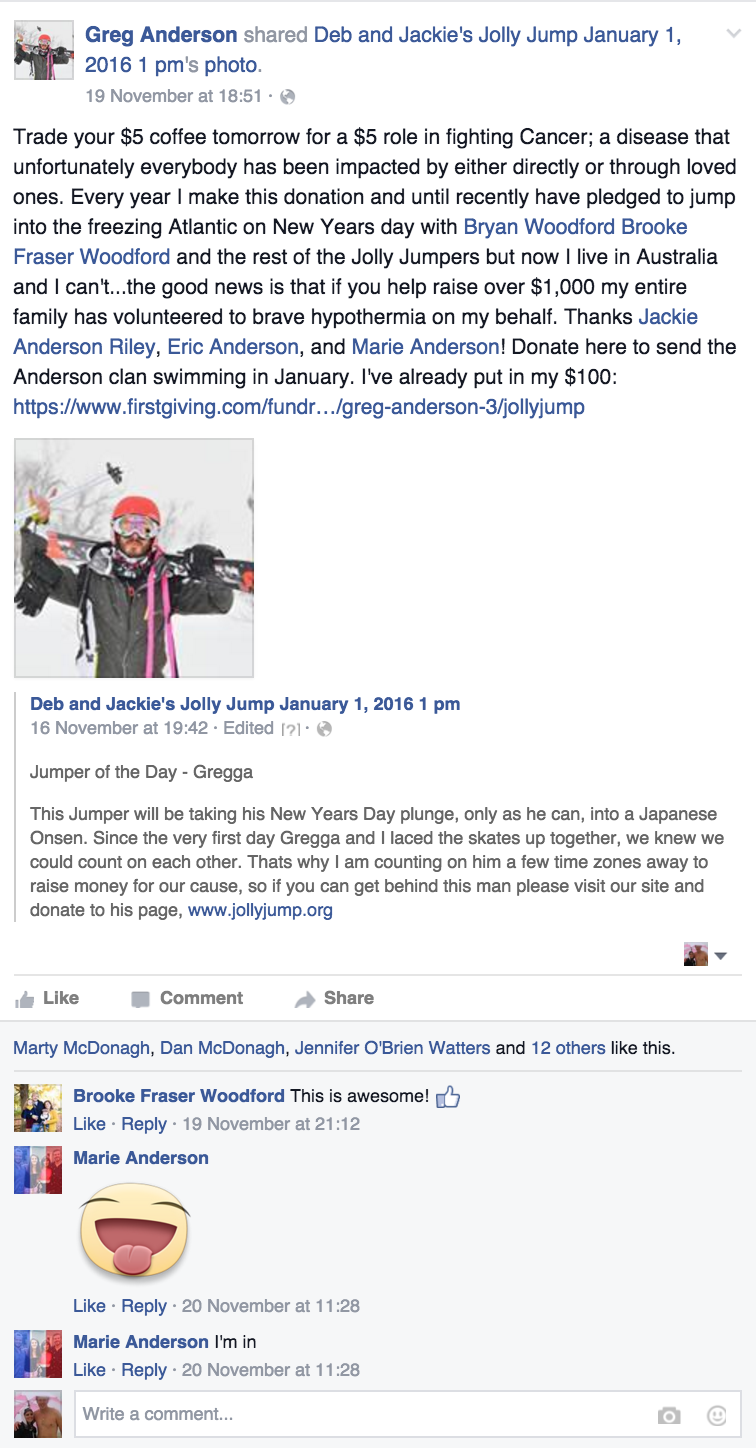 Greg Anderson shared Deb and Jackie's Jolly Jump January 1,
2016 1 pm's photo.
19 November at 18:51 ·
Trade your $5 coffee tomorrow for a $5 role in fighting Cancer; a disease that
unfortunately everybody has been impacted by either directly or through loved
ones. Every year I make this donation and until recently have pledged to jump
into the freezing Atlantic on New Years day with Bryan Woodford Brooke
Fraser Woodford and the rest of the Jolly Jumpers but now I live in Australia
and I can't...the good news is that if you help raise over $1,000 my entire
family has volunteered to brave hypothermia on my behalf. Thanks Jackie
Anderson Riley, Eric Anderson, and Marie Anderson! Donate here to send the
Anderson clan swimming in January. I've already put in my $100:
https://www.firstgiving.com/fundr…/greg-anderson-3/jollyjump
Deb and Jackie's Jolly Jump January 1, 2016 1 pm
16 November at 19:42 · Edited [?] ·
Jumper of the Day - Gregga
This Jumper will be taking his New Years Day plunge, only as he can, into a Japanese
Onsen. Since the very first day Gregga and I laced the skates up together, we knew we
could count on each other. Thats why I am counting on him a few time zones away to
raise money for our cause, so if you can get behind this man please visit our site and
donate to his page, www.jollyjump.org
Like Comment Share
Marty McDonagh, Dan McDonagh, Jennifer O'Brien Watters and 12 others like this.
Brooke Fraser Woodford This is awesome!
Like · Reply · 19 November at 21:12
Marie Anderson
Like · Reply · 20 November at 11:28
Marie Anderson I'm in
Like · Reply · 20 November at 11:28
Write a comment...